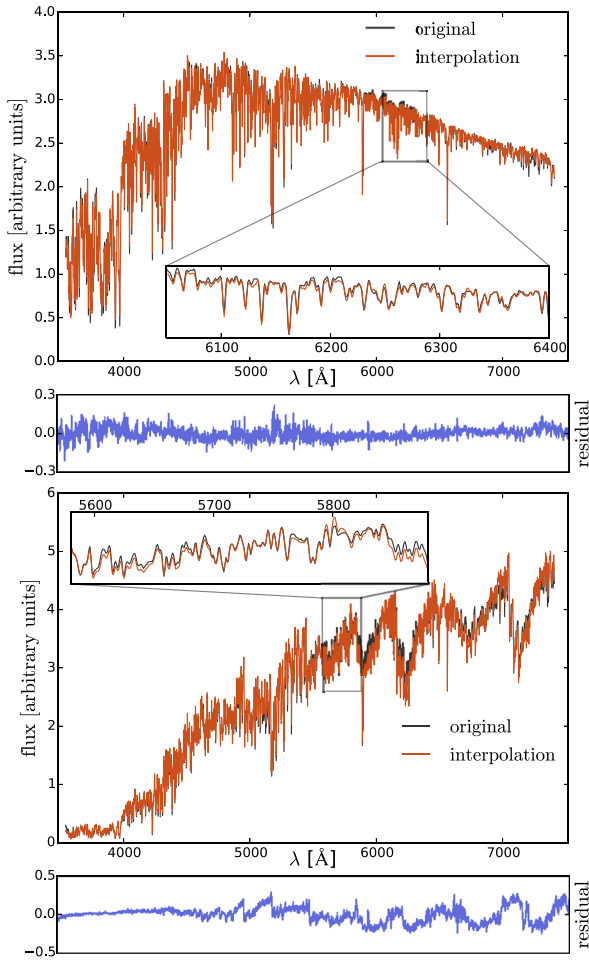 4.0
original
interpolation
3.5
3.0
2.5
2.0
1.5
1.0
0.5
0.0
flux [arbitrary units]
6100 6200 6300 6400
4000 5000 6000 7000
λ [Å]
0.3
0.0
−0.3
residual
6
5
4
3
2
1
0
flux [arbitrary units]
5600 5700 5800
original
interpolation
4000 5000 6000 7000
λ [Å]
0.5
0.0
−0.5
residual